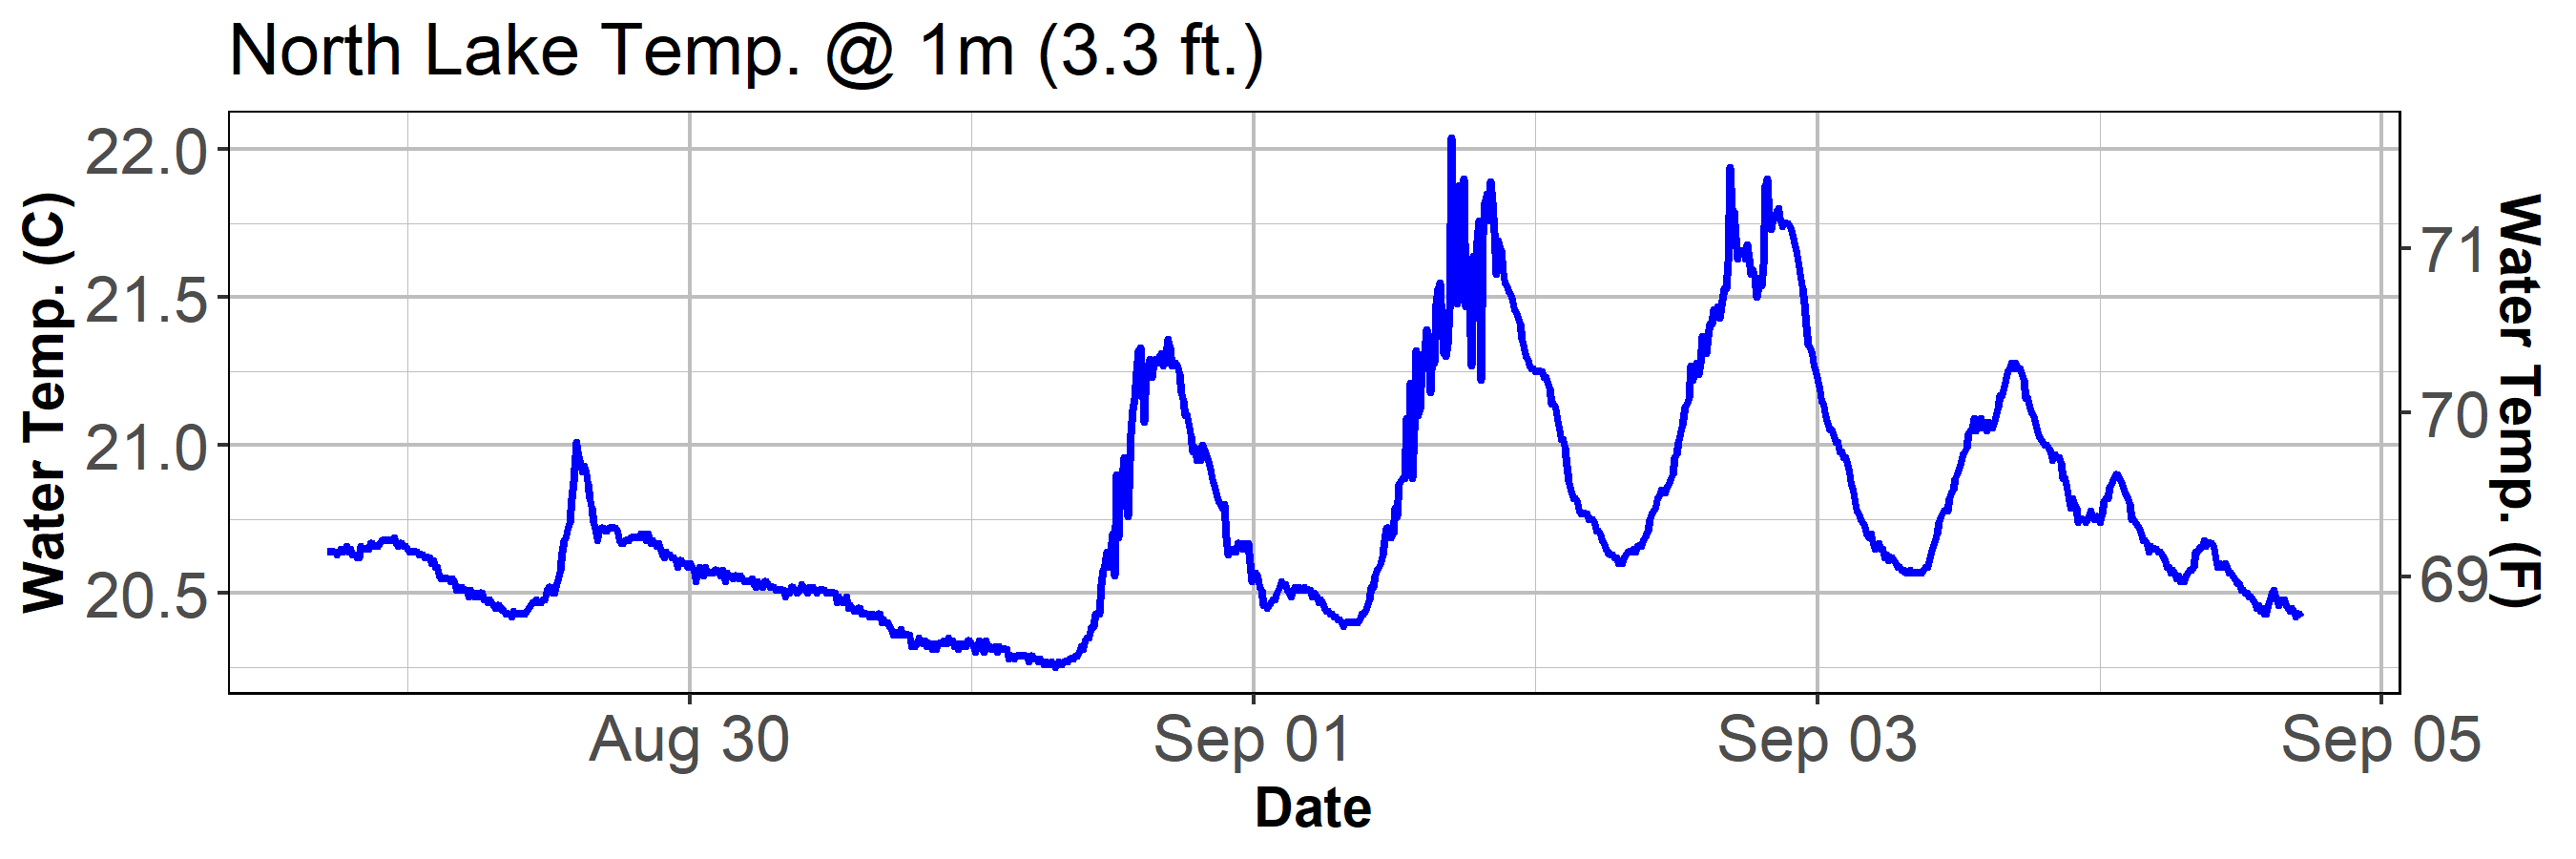 North Lake Temp. @ 1m (3.3 ft.)
Water Temp. (C)
22.0
21.5
21.0
20.5
71
70
69
Water Temp. (F)
Aug 30
Sep 01
Sep 03
Sep 05
Date